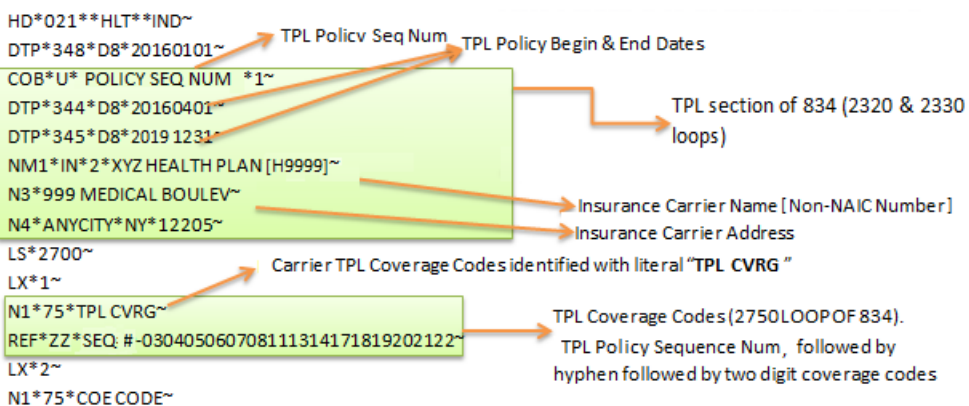 HD*021**HLT**IND~
DTP*348*D8*20160101~
TPL Policy Seq Num
TPL Policy Begin & End Dates
COB*U* POLICY SEQ NUM *1~
DTP*344*D8*20160401~
DTP*345*D8*20191231~
TPL section of 834 (2320 & 2330
loops)
NM1*IN*2*XYZ HEALTH PLAN [H9999]~
N3*999 MEDICAL BOULEV~
N4*ANYCITY*NY*12205~
Insurance Carrier Name [Non-NAIC Number]
Insurance Carrier Address
LS*2700~
LX*1~
Carrier TPL Coverage Codes identified with literal “TPL CVRG ”
N1*75*TPL CVRG~
REF*ZZ*SEQ: #-030405060708111314171819202122~
TPL Coverage Codes (2750 LOOP OF 834).
TPL Policy Sequence Num, followed by
hyphen followed by two digit coverage codes
LX*2~
N1*75*COE CODE~